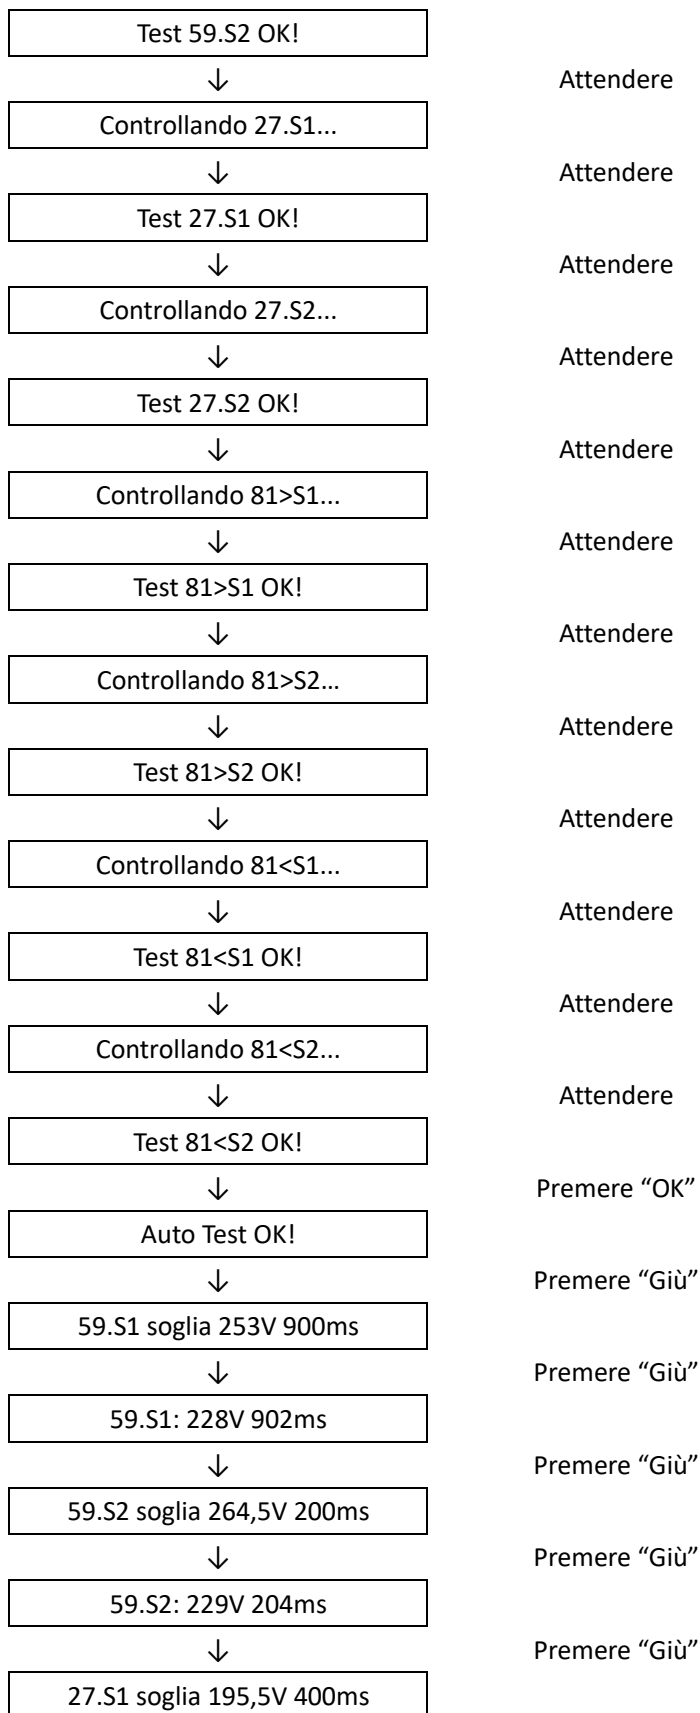 Test 59.S2 OK!
↓ Attendere
Controllando 27.S1...
↓ Attendere
Test 27.S1 OK!
↓ Attendere
Controllando 27.S2...
↓ Attendere
Test 27.S2 OK!
↓ Attendere
Controllando 81>S1...
↓ Attendere
Test 81>S1 OK!
↓ Attendere
Controllando 81>S2...
↓ Attendere
Test 81>S2 OK!
↓ Attendere
Controllando 81<S1...
↓ Attendere
Test 81<S1 OK!
↓ Attendere
Controllando 81<S2...
↓ Attendere
Test 81<S2 OK!
↓ Premere “OK”
Auto Test OK!
↓ Premere “Giù”
59.S1 soglia 253V 900ms
↓ Premere “Giù”
59.S1: 228V 902ms
↓ Premere “Giù”
59.S2 soglia 264,5V 200ms
↓ Premere “Giù”
59.S2: 229V 204ms
↓ Premere “Giù”
27.S1 soglia 195,5V 400ms